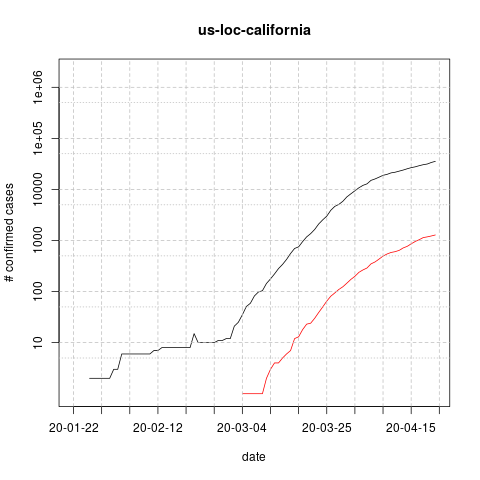 us-loc-california
# confirmed cases
1e+06
1e+05
10000
1000
100
10
20-01-22
20-02-12
20-03-04
20-03-25
20-04-15
date